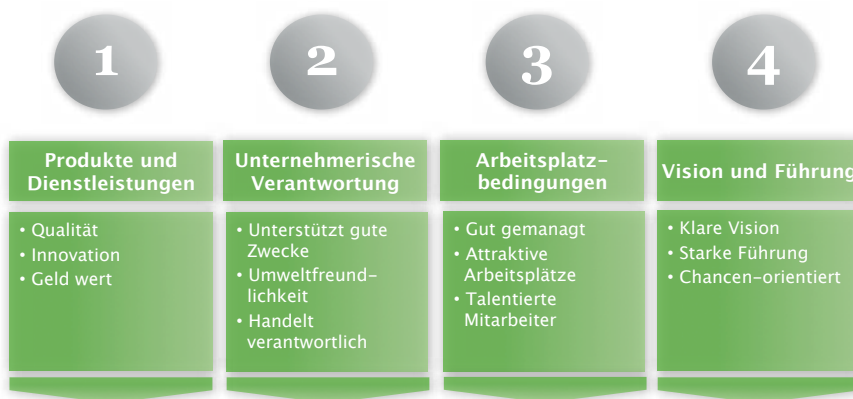 1
2
3
4
Produkte und
Dienstleistungen
Unternehmerische
Verantwortung
Arbeitsplatz-
bedingungen
Vision und Führung
• Qualität
• Innovation
• Geld wert
• Unterstützt gute
Zwecke
• Umweltfreund-
lichkeit
• Handelt
verantwortlich
• Gut gemanagt
• Attraktive
Arbeitsplätze
• Talentierte
Mitarbeiter
• Klare Vision
• Starke Führung
• Chancen-orientiert